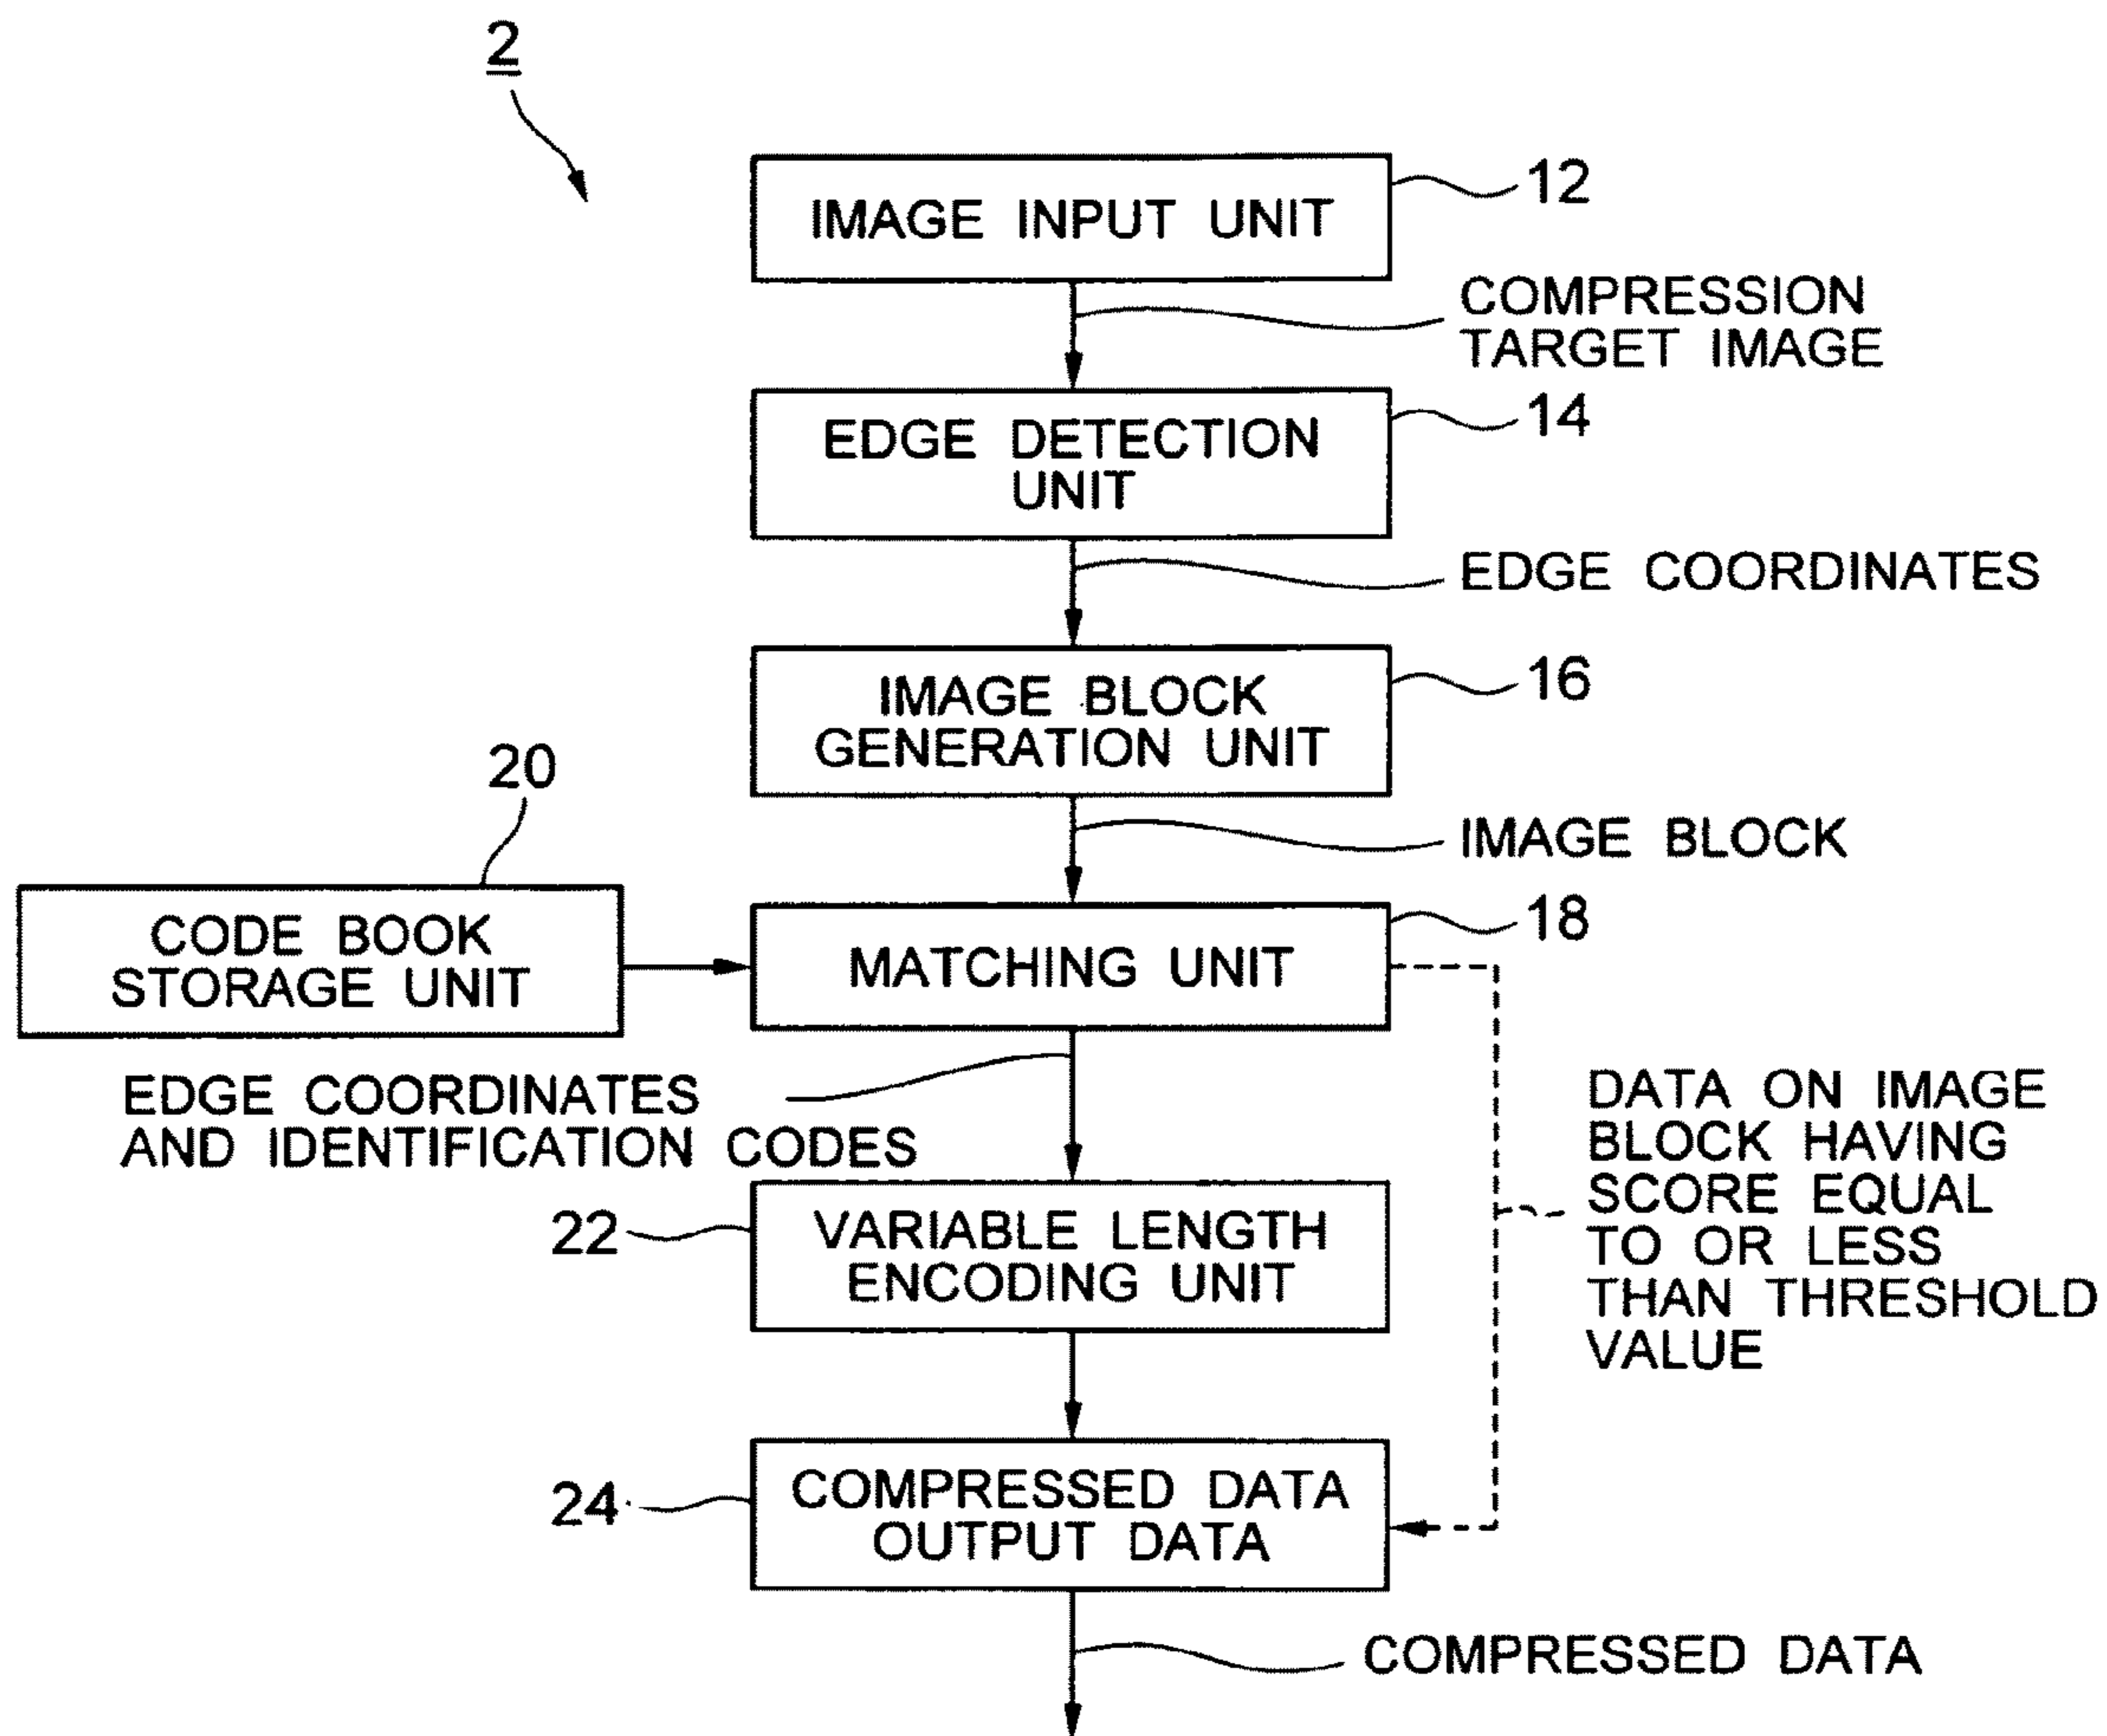 2
IMAGE INPUT UNIT
12
COMPRESSION
TARGET IMAGE
EDGE DETECTION
UNIT
14
EDGE COORDINATES
IMAGE BLOCK
GENERATION UNIT
16
IMAGE BLOCK
20
CODE BOOK
STORAGE UNIT
MATCHING UNIT
18
EDGE COORDINATES
AND IDENTIFICATION CODES
DATA ON IMAGE
BLOCK HAVING
SCORE EQUAL
TO OR LESS
THAN THRESHOLD
VALUE
22
VARIABLE LENGTH
ENCODING UNIT
24
COMPRESSED DATA
OUTPUT DATA
COMPRESSED DATA